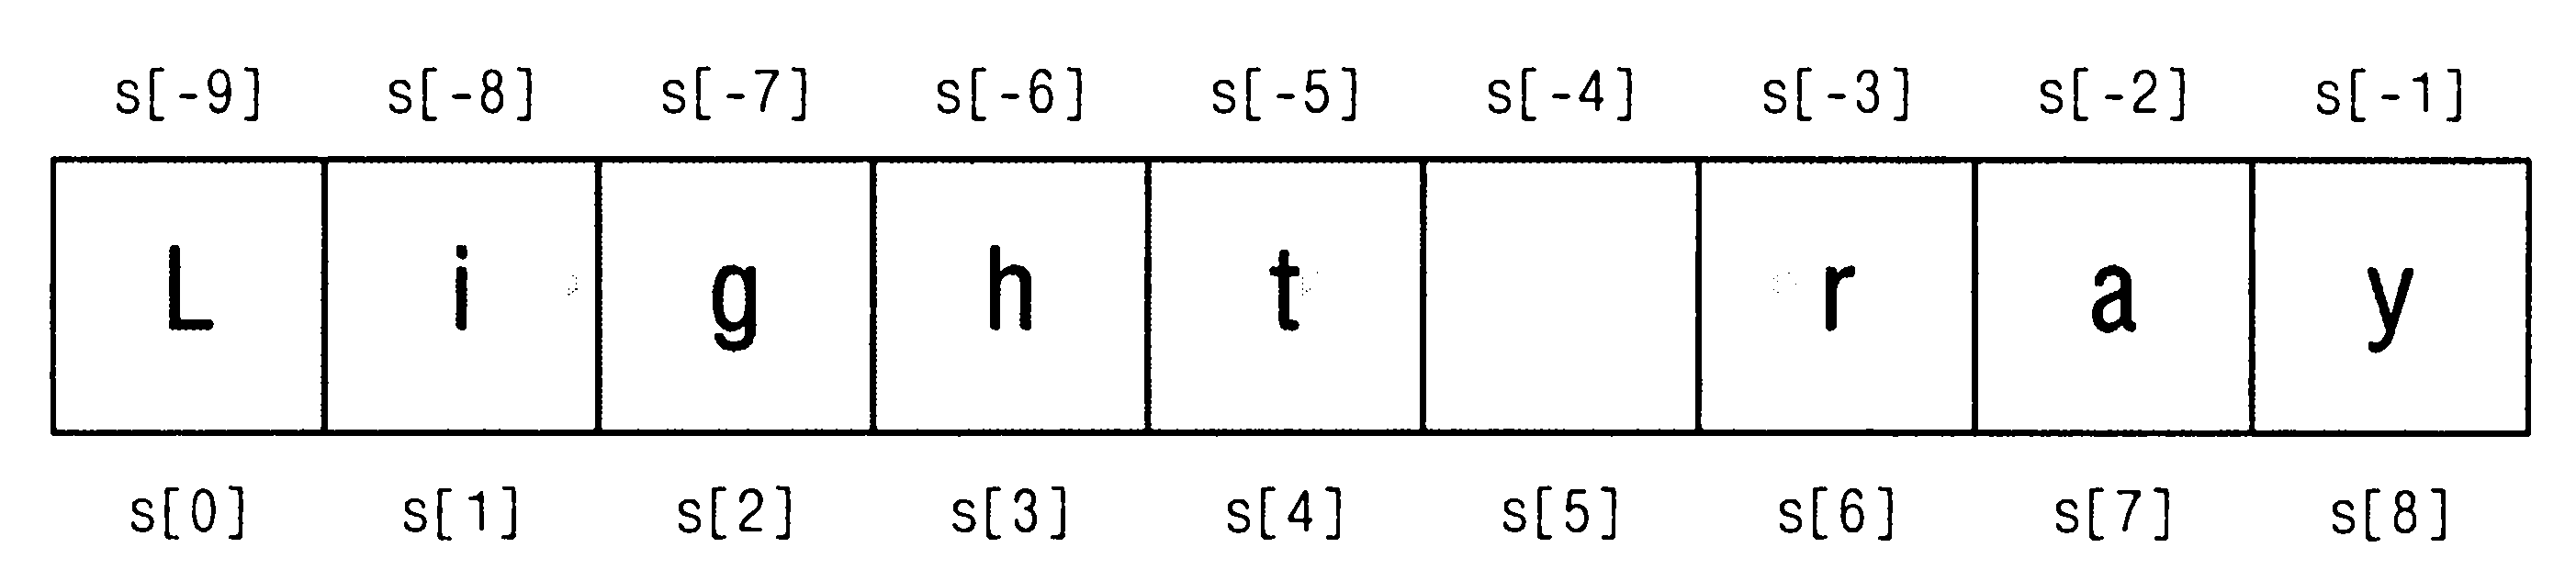 s[-9] s[-8] s[-7] s[-6] s[-5] s[-4] s[-3] s[-2] s[-1]
L i g h t r a y
s[0] s[1] s[2] s[3] s[4] s[5] s[6] s[7] s[8]